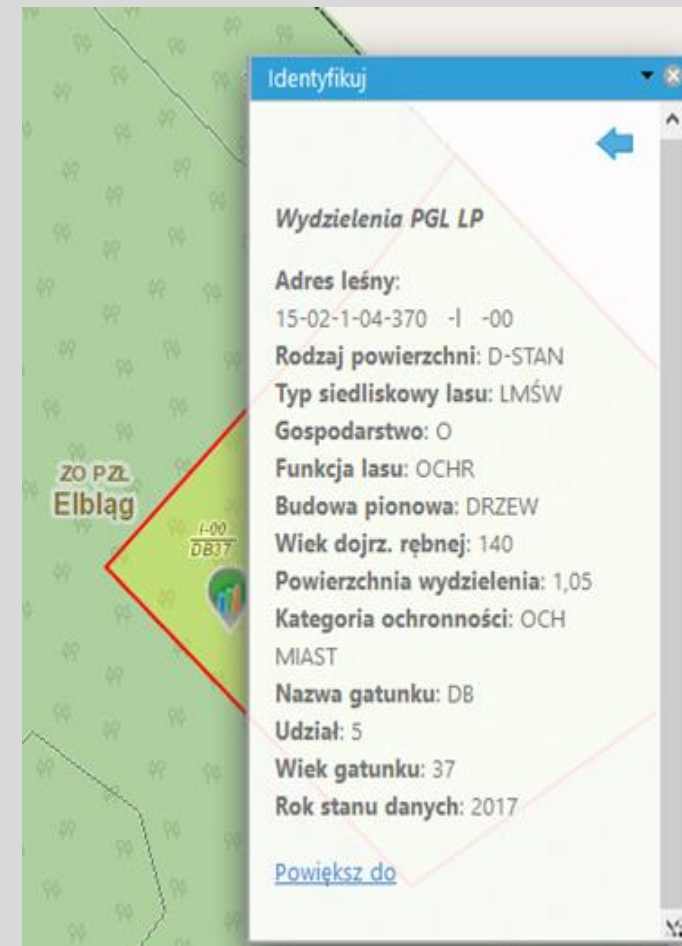 Identyfikuj
Wydzielenia PGL LP
Adres leśny:
15-02-1-04-370 -l -00
Rodzaj powierzchni: D-STAN
Typ siedliskowy lasu: LMŚW
Gospodarstwo: O
Funkcja lasu: OCHR
Budowa pionowa: DRZEW
Wiek dojrz. rębnej: 140
Powierzchnia wydzielenia: 1,05
Kategoria ochronności: OCH
MIAST
Nazwa gatunku: DB
Udział: 5
Wiek gatunku: 37
Rok stanu danych: 2017
Powiększ do
ZO PZŁ
Elbląg
l-00
DB37